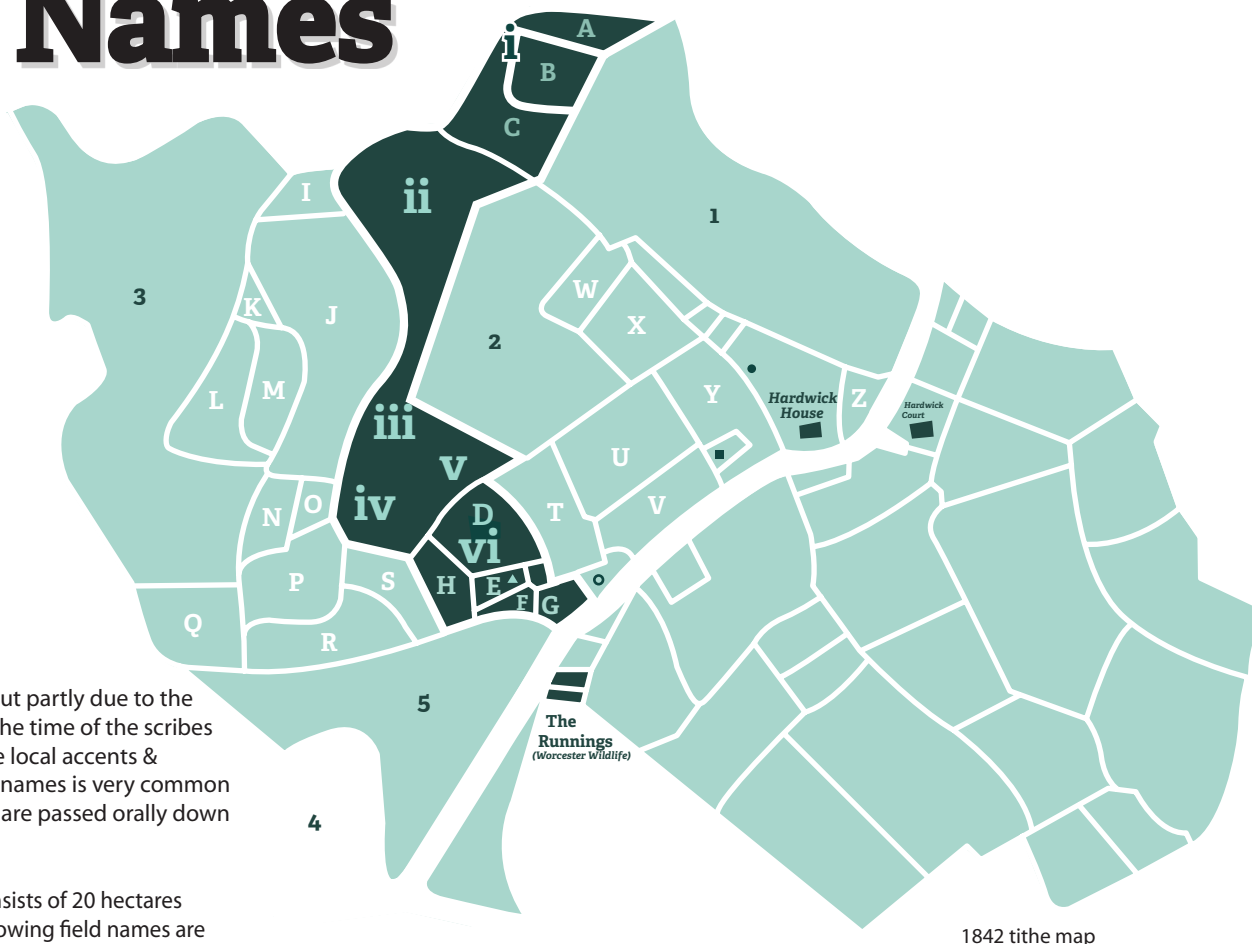 Names
A
i
B
C
ii
I
1
3
K
J
W
2
X
L
M
Y
Hardwick
House
Z
Hardwick
Court
iii
v
U
iv
D
T
V
N
O
vi
P
S
H
E
F
G
Q
R
5
The
Runnings
(Worcester Wildlife)
4
ut partly due to the
he time of the scribes
e local accents &
names is very common
are passed orally down
nsists of 20 hectares
owing field names are
1842 tithe map